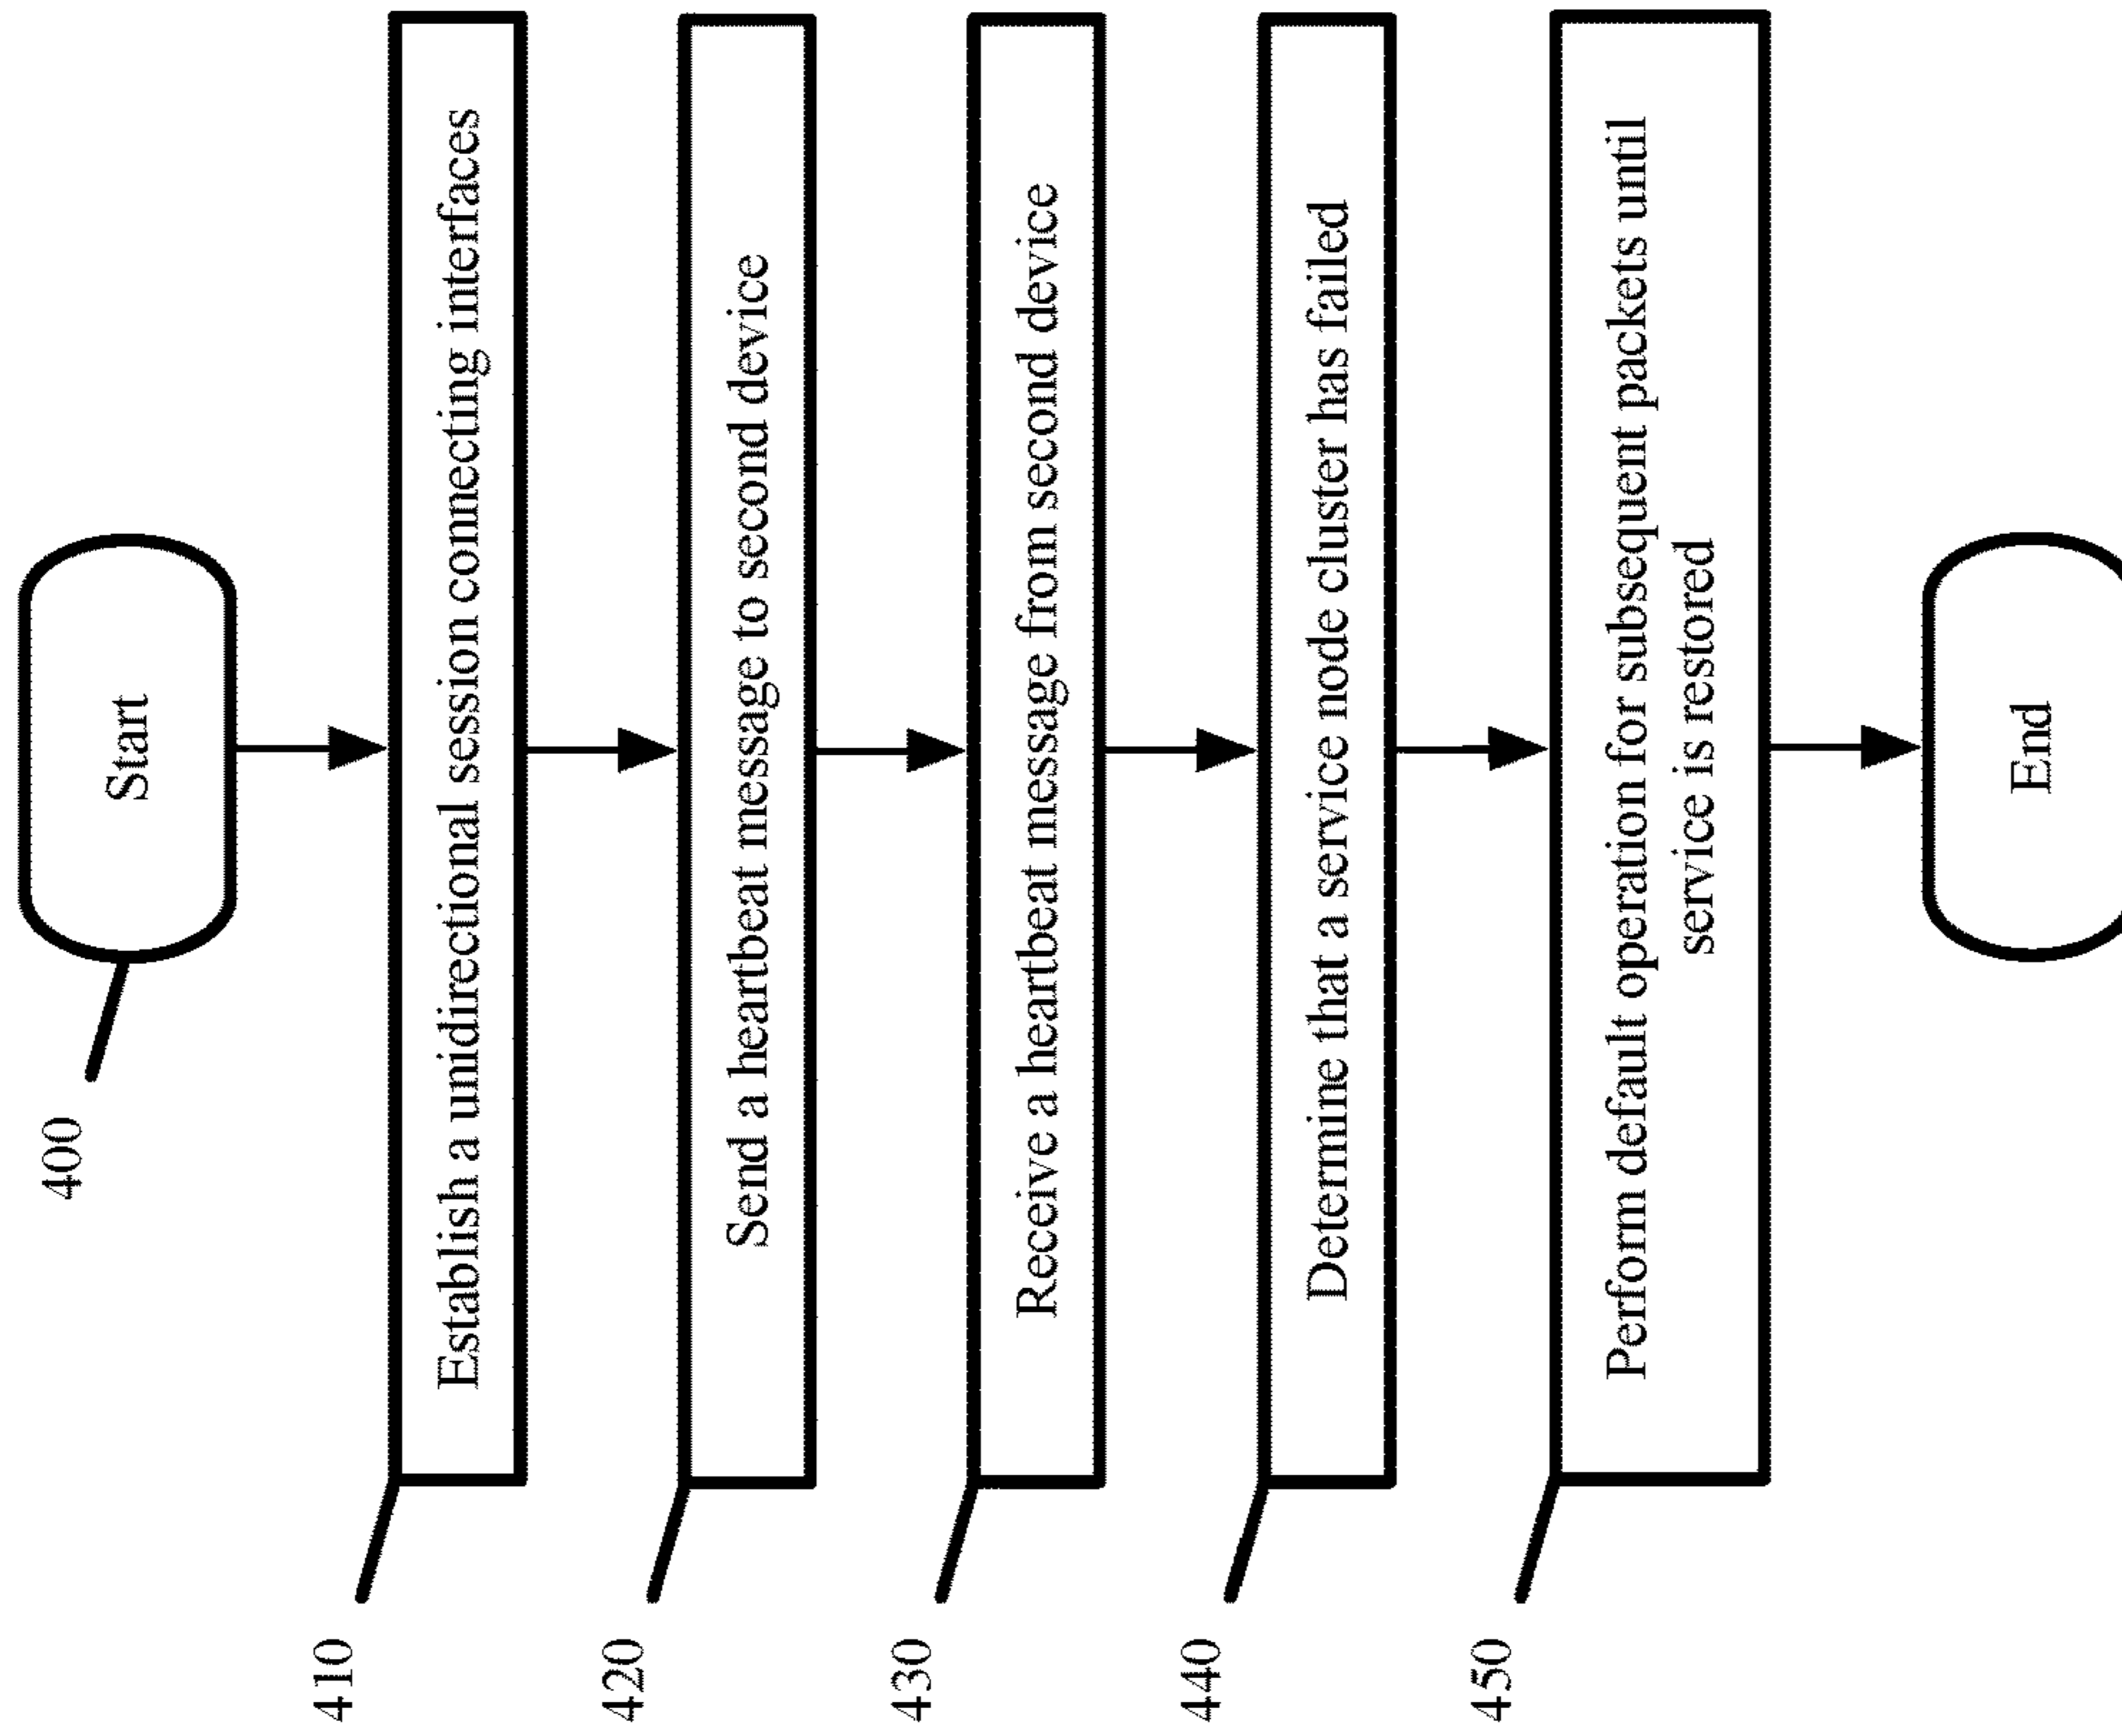 400
Start
410
Establish a unidirectional session connecting interfaces
420
Send a heartbeat message to second device
430
Receive a heartbeat message from second device
440
Determine that a service node cluster has failed
450
Perform default operation for subsequent packets until
service is restored
End